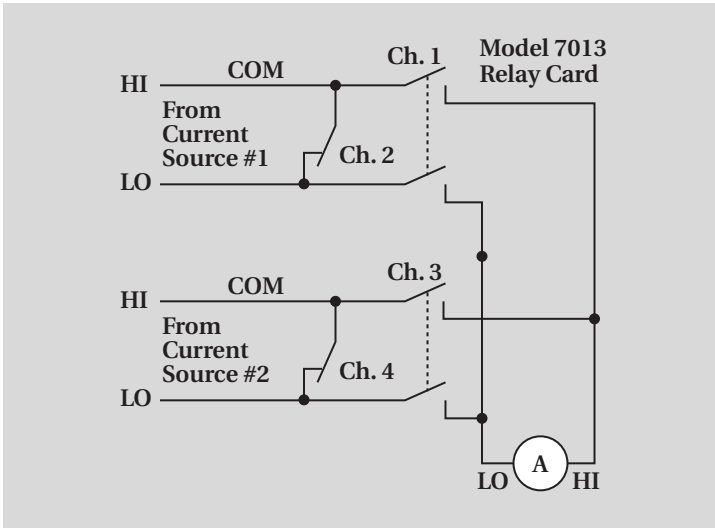 Ch. 1
Model 7013
Relay Card
HI
COM
From
Current
Source #1
Ch. 2
LO
HI
COM
Ch. 3
From
Current
Source #2
Ch. 4
LO
A
LO
HI